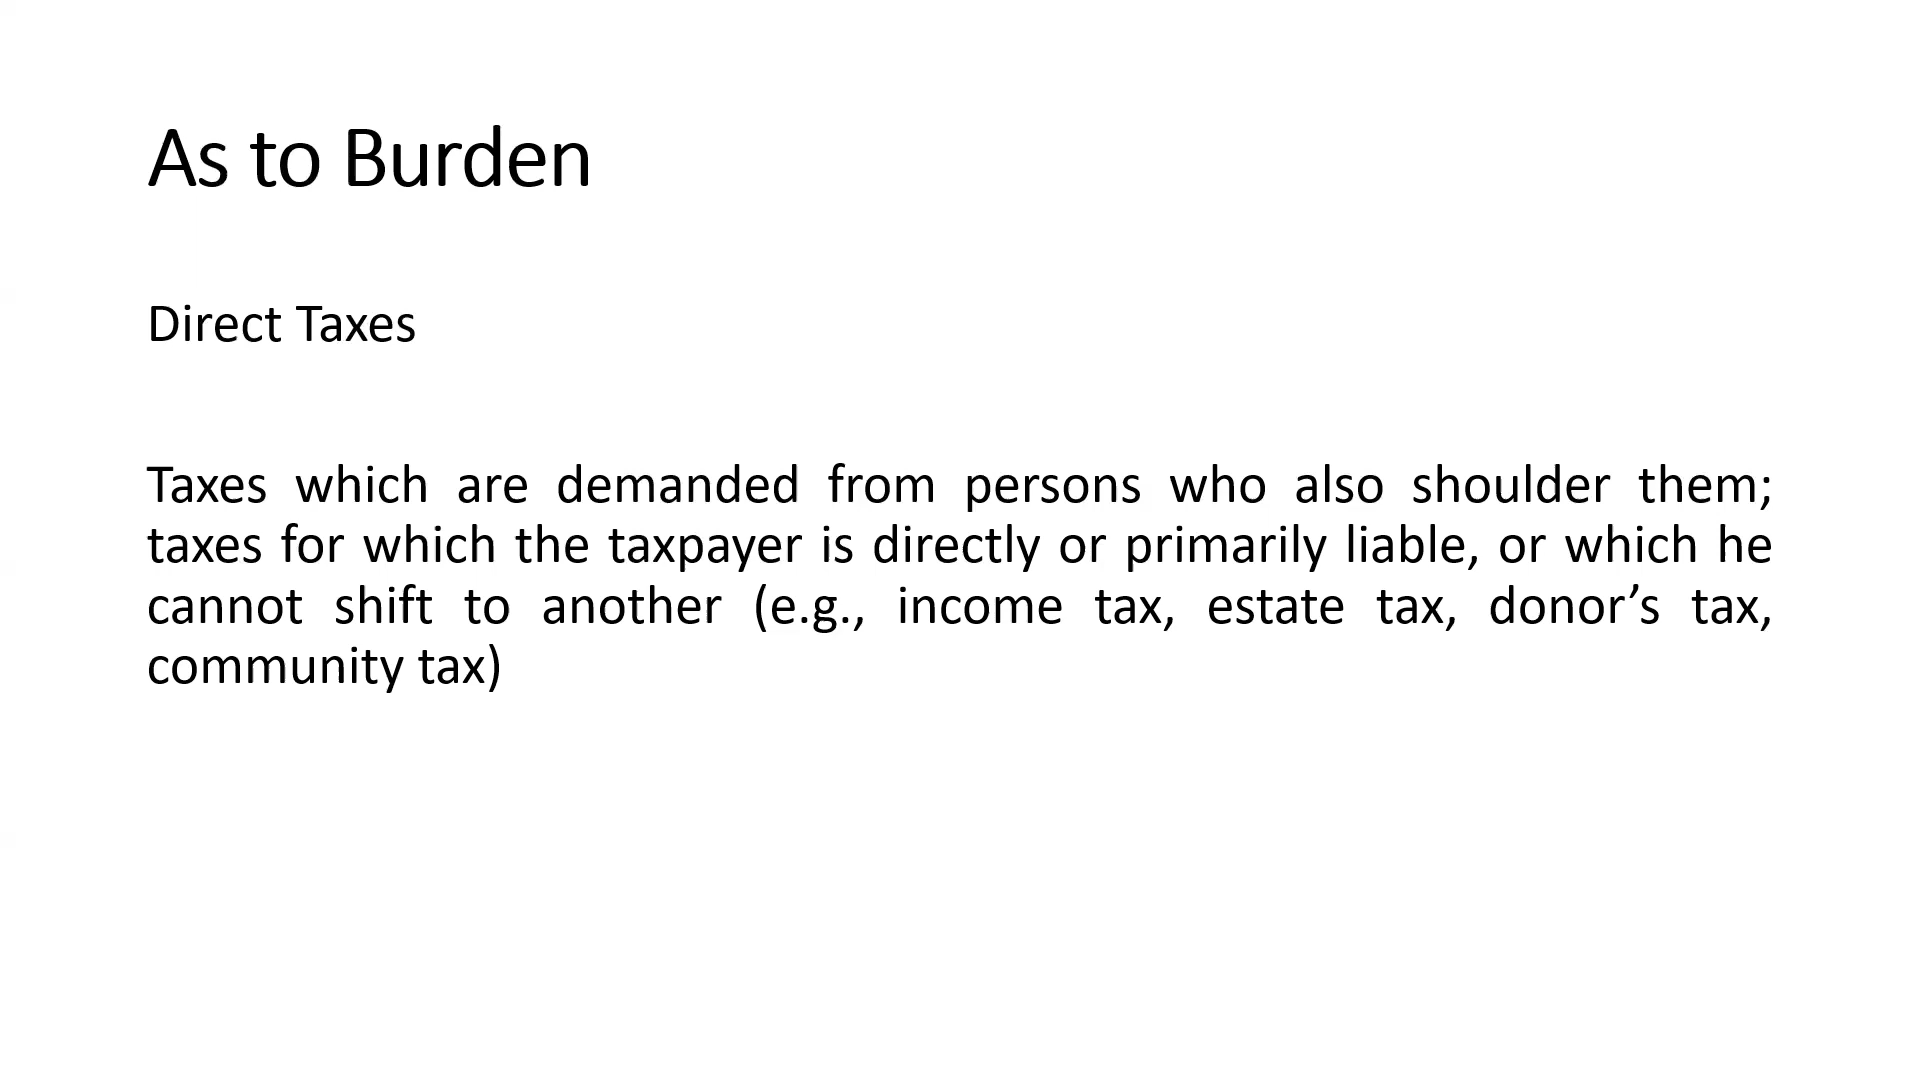 As to Burden
Direct Taxes
Taxes which are demanded from persons who also shoulder them;
taxes for which the taxpayer is directly or primarily liable, or which he
cannot shift to another (e.g., income tax, estate tax, donor’s tax,
community tax)